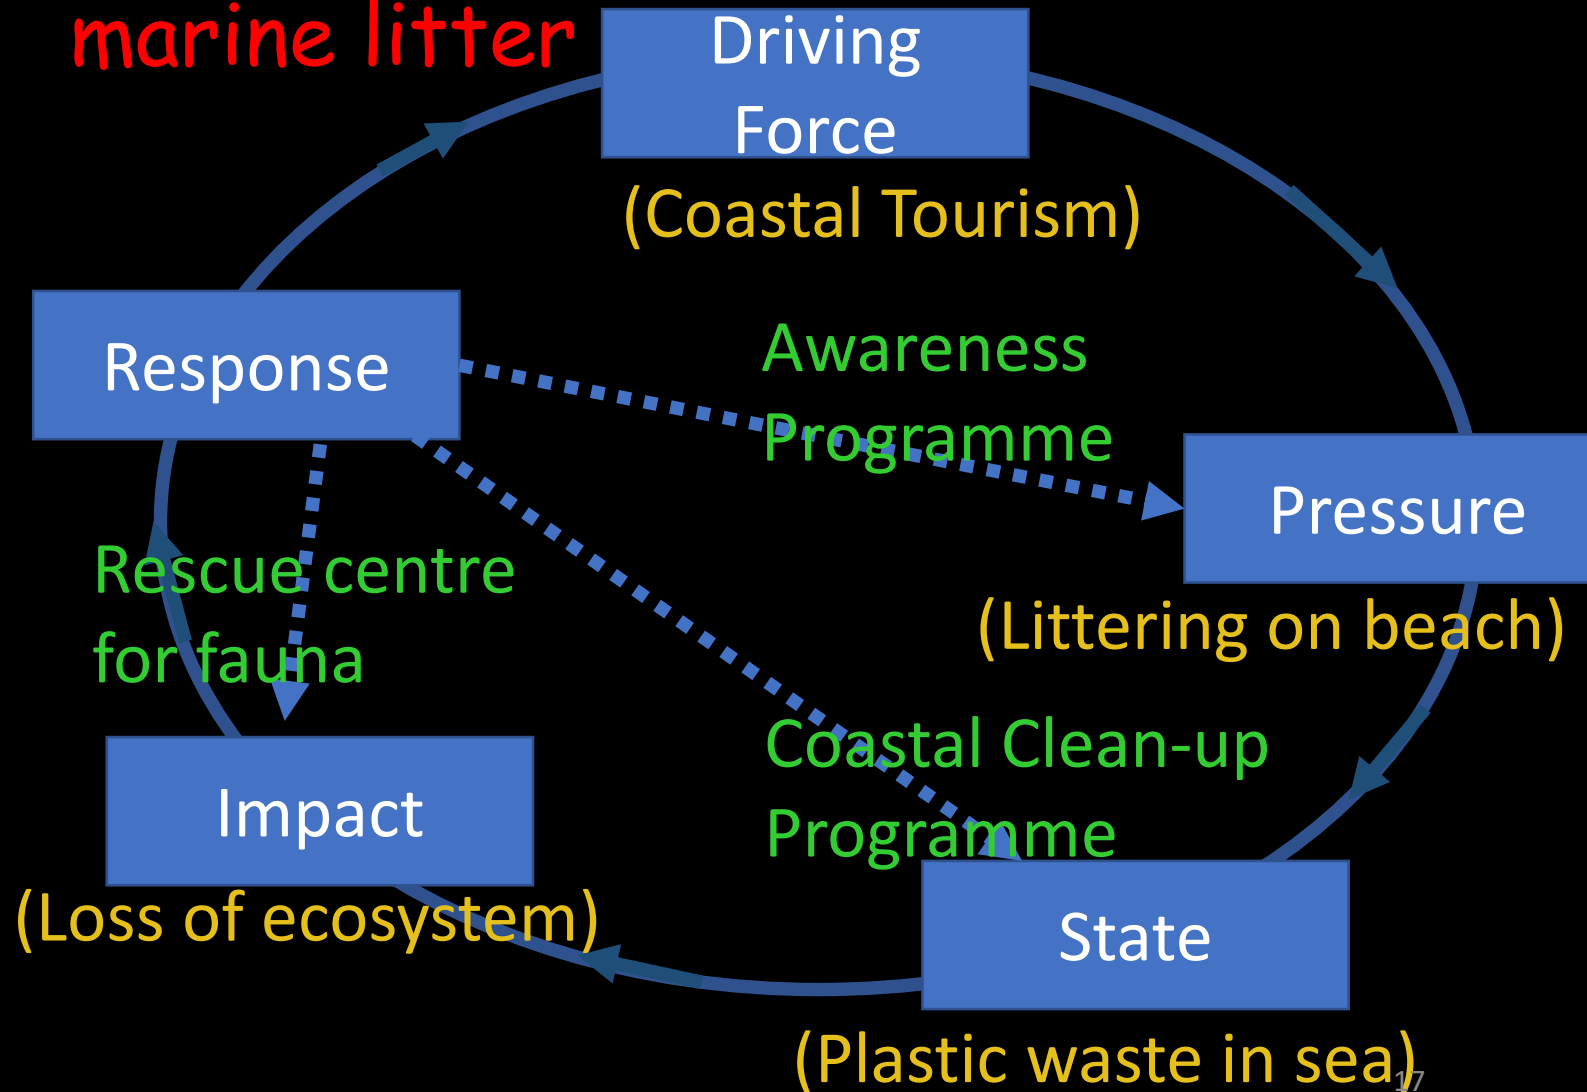 marine litter
Driving
Force
(Coastal Tourism)
Response
Awareness
Programme
Pressure
(Littering on beach)
Rescue centre
for fauna
Coastal Clean-up
Programme
Impact
(Loss of ecosystem)
State
(Plastic waste in sea)
17